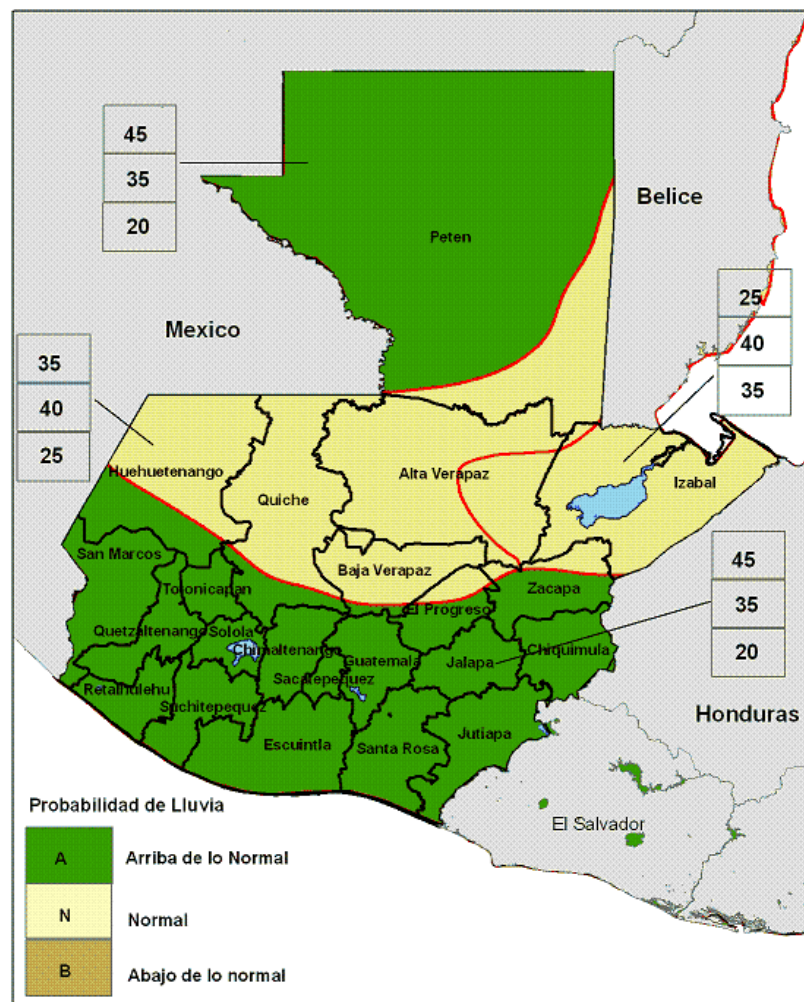 45
35
20
Peten
Belice
Mexico
25
40
35
35
40
25
Huehuetenango
Quiche
Alta Verapaz
Izabal
San Marcos
Baja Verapaz
Zacapa
45
35
20
Totonicapan
El Progreso
Quetzaltenango
Solola
Chimaltenango
Guatemala
Jalapa
Chiquimula
Sacatepequez
Retalhulehu
Suchitepequez
Escuintla
Santa Rosa
Jutiapa
Honduras
El Salvador
Probabilidad de Lluvia
A Arriba de lo Normal
N Normal
B Abajo de lo normal